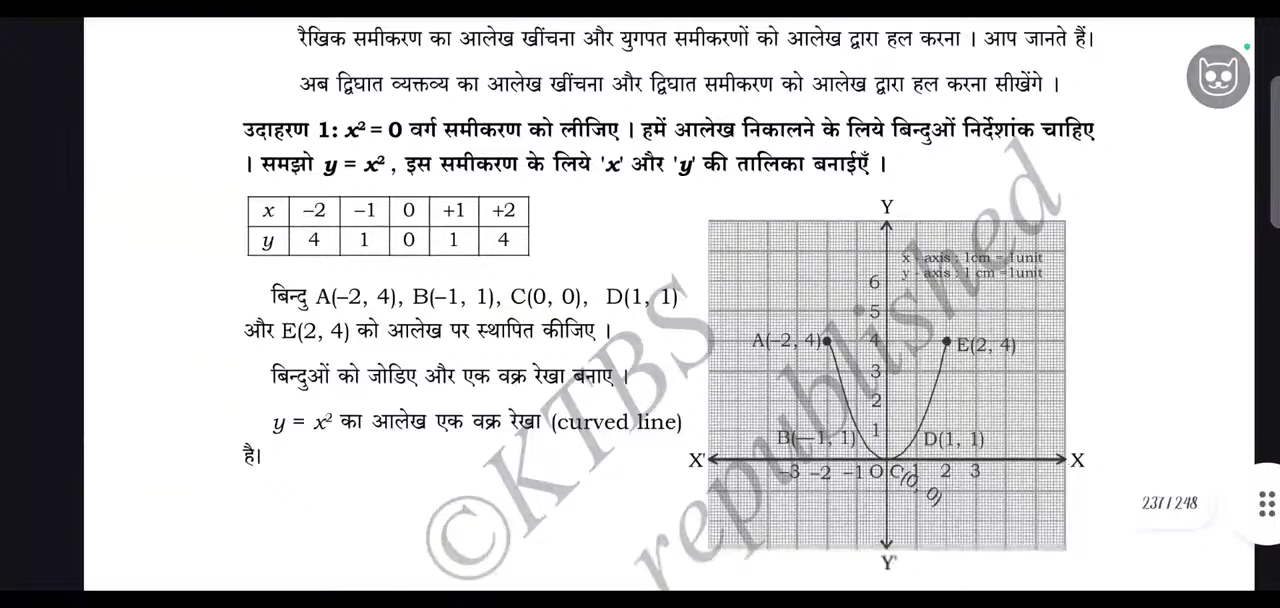 रैखिक समीकरण का आलेख खींचना और युगपत समीकरणों को आलेख द्वारा हल करना । आप जानते हैं।
अब द्विघात व्यक्तव्य का आलेख खींचना और द्विघात समीकरण को आलेख द्वारा हल करना सीखेंगे ।
उदाहरण 1: x² = 0 वर्ग समीकरण को लीजिए । हमें आलेख निकालने के लिये बिन्दुओं निर्देशांक चाहिए
। समझो y = x² , इस समीकरण के लिये 'x' और 'y' की तालिका बनाईएँ ।
x –2 –1 0 +1 +2
y 4 1 0 1 4
बिन्दु A(–2, 4), B(–1, 1), C(0, 0), D(1, 1)
और E(2, 4) को आलेख पर स्थापित कीजिए ।
बिन्दुओं को जोडिए और एक वक्र रेखा बनाए ।
y = x² का आलेख एक वक्र रेखा (curved line)
है।
Y
x - axis : 1cm = 1unit
y - axis : 1 cm =1unit
6
5
A(–2, 4) 4 E(2, 4)
3
2
B(–1, 1) 1 D(1, 1)
X' –3 –2 –1 O C(0, 0) 1 2 3 X
Y'
©KTBS
republished
237/248